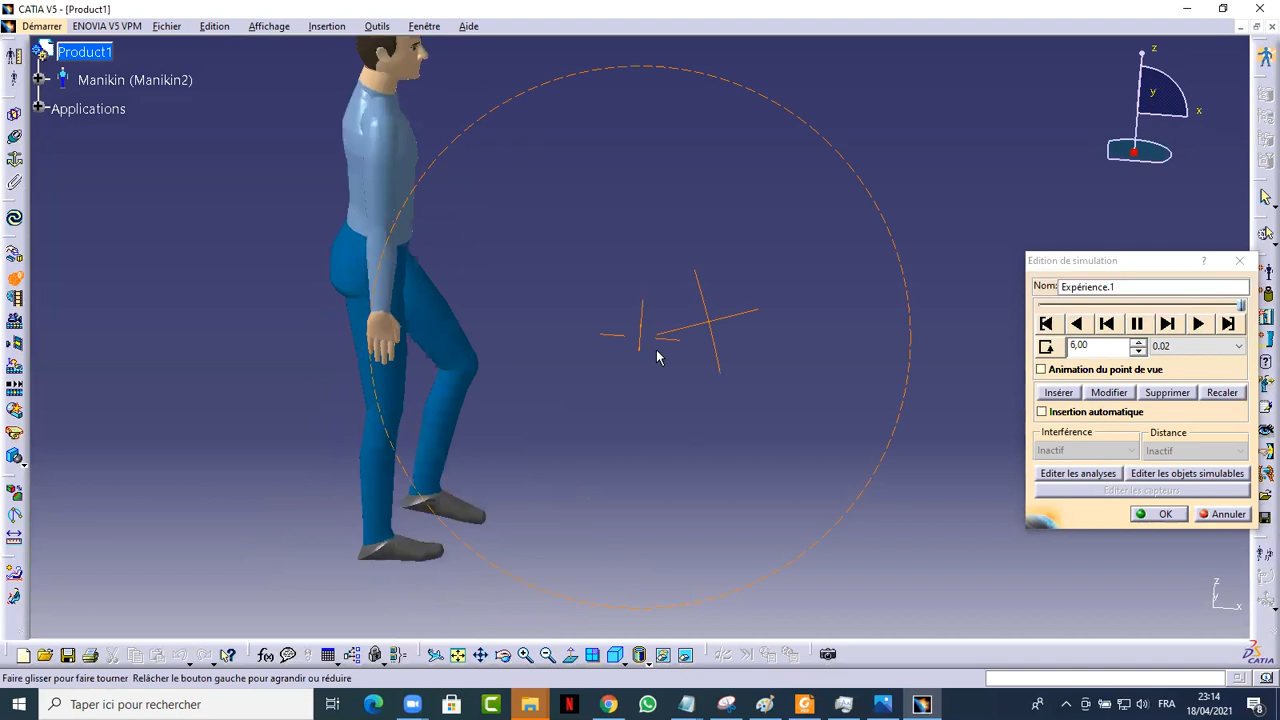 CATIA V5 - [Product1]
Démarrer ENOVIA V5 VPM Fichier Edition Affichage Insertion Outils Fenêtre Aide
Product1
Manikin (Manikin2)
Applications
z
y
x
Edition de simulation ?
Nom: Expérience.1
6,00 0.02
Animation du point de vue
Insérer Modifier Supprimer Recaler
Insertion automatique
Interférence Distance
Inactif Inactif
Editer les analyses Editer les objets simulables
Editer les capteurs
OK Annuler
z
y
x
f(x)
Faire glisser pour faire tourner Relâcher le bouton gauche pour agrandir ou réduire
CATIA
Taper ici pour rechercher
FRA
23:14
18/04/2021
8